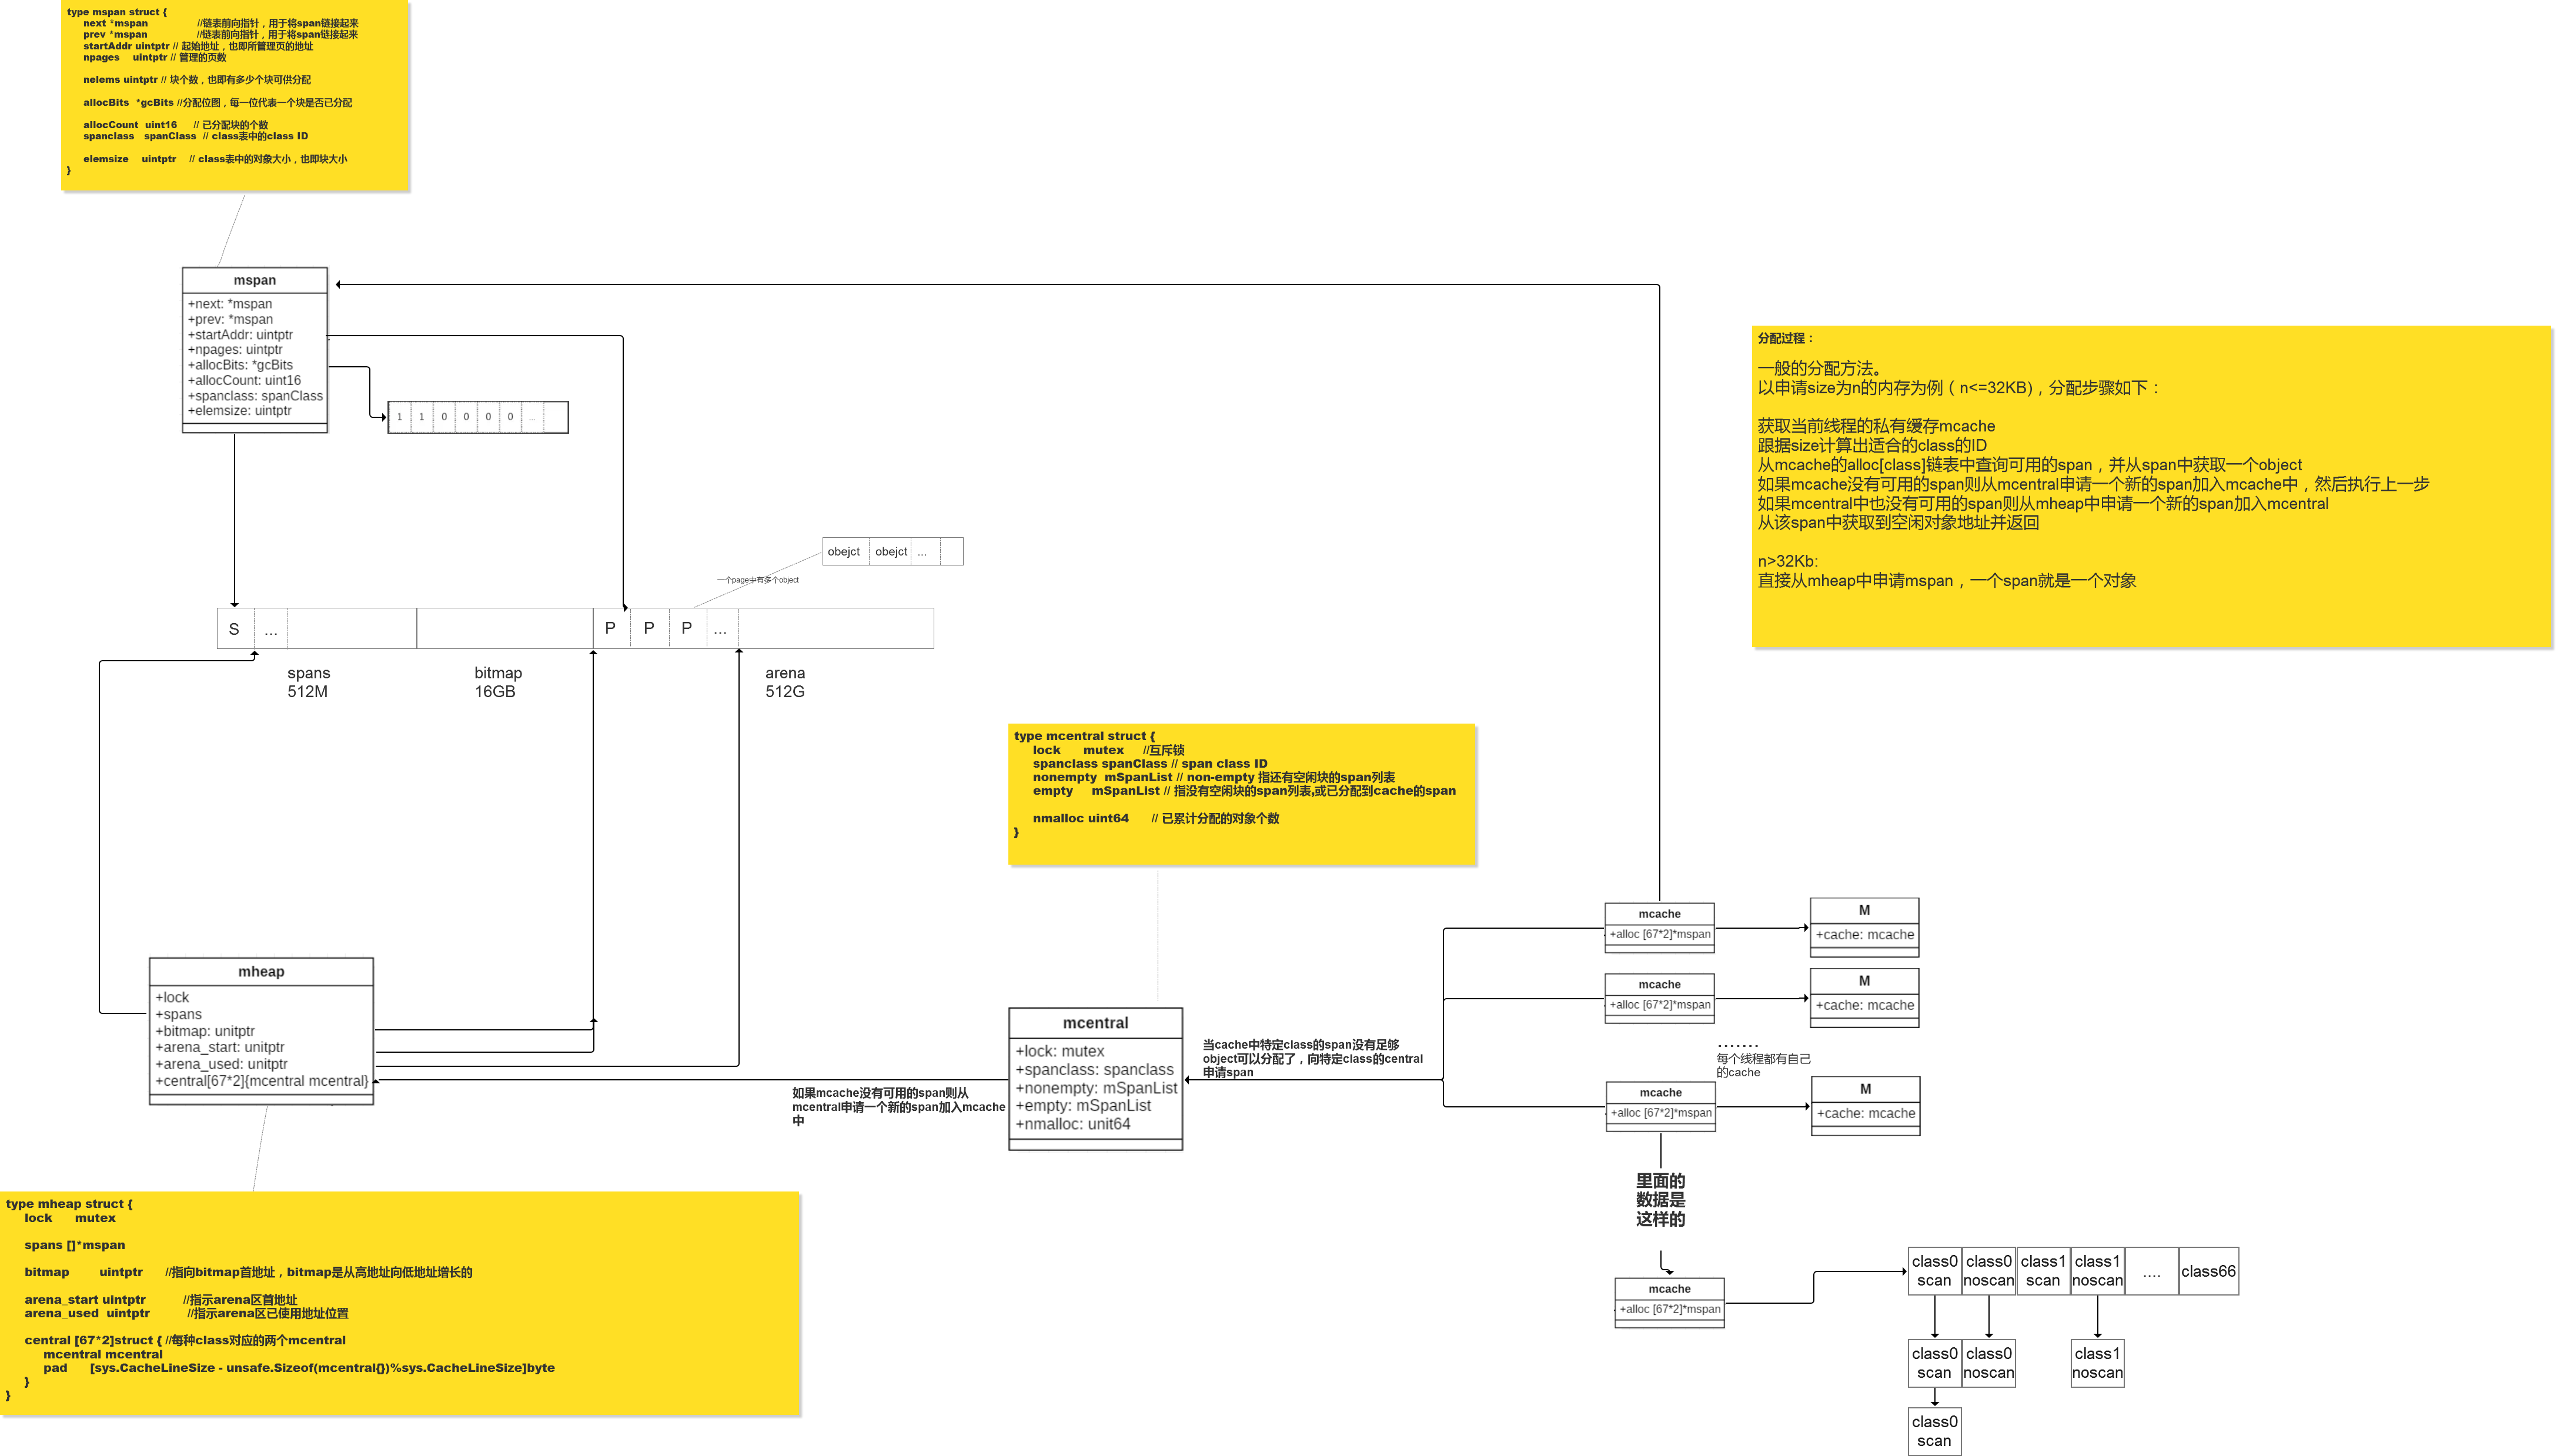 type mspan struct {
next *mspan //链表前向指针，用于将span链接起来
prev *mspan //链表前向指针，用于将span链接起来
startAddr uintptr // 起始地址，也即所管理页的地址
npages uintptr // 管理的页数
nelems uintptr // 块个数，也即有多少个块可供分配
allocBits *gcBits //分配位图，每一位代表一个块是否已分配
allocCount uint16 // 已分配块的个数
spanclass spanClass // class表中的class ID
elemsize uintptr // class表中的对象大小，也即块大小
}
mspan
+next: *mspan
+prev: *mspan
+startAddr: uintptr
+npages: uintptr
+allocBits: *gcBits
+allocCount: uint16
+spanclass: spanClass
+elemsize: uintptr
1 1 0 0 0 0 ...
分配过程：
一般的分配方法。
以申请size为n的内存为例（ n<=32KB)，分配步骤如下：
获取当前线程的私有缓存mcache
跟据size计算出适合的class的ID
从mcache的alloc[class]链表中查询可用的span，并从span中获取一个object
如果mcache没有可用的span则从mcentral申请一个新的span加入mcache中，然后执行上一步
如果mcentral中也没有可用的span则从mheap中申请一个新的span加入mcentral
从该span中获取到空闲对象地址并返回
n>32Kb:
直接从mheap中申请mspan，一个span就是一个对象
obejct obejct ...
一个page中有多个object
S ... P P P ...
spans
512M
bitmap
16GB
arena
512G
type mcentral struct {
lock mutex //互斥锁
spanclass spanClass // span class ID
nonempty mSpanList // non-empty 指还有空闲块的span列表
empty mSpanList // 指没有空闲块的span列表,或已分配到cache的span
nmalloc uint64 // 已累计分配的对象个数
}
mheap
+lock
+spans
+bitmap: unitptr
+arena_start: unitptr
+arena_used: unitptr
+central[67*2]{mcentral mcentral}
如果mcache没有可用的span则从
mcentral申请一个新的span加入mcache
中
mcentral
+lock: mutex
+spanclass: spanclass
+nonempty: mSpanList
+empty: mSpanList
+nmalloc: unit64
当cache中特定class的span没有足够
object可以分配了，向特定class的central
申请span
mcache
+alloc [67*2]*mspan
M
+cache: mcache
mcache
+alloc [67*2]*mspan
M
+cache: mcache
.......
每个线程都有自己
的cache
mcache
+alloc [67*2]*mspan
M
+cache: mcache
里面的
数据是
这样的
mcache
+alloc [67*2]*mspan
class0 class0 class1 class1 .... class66
scan noscan scan noscan
class0 class0 class1
scan noscan noscan
class0
scan
type mheap struct {
lock mutex
spans []*mspan
bitmap uintptr //指向bitmap首地址，bitmap是从高地址向低地址增长的
arena_start uintptr //指示arena区首地址
arena_used uintptr //指示arena区已使用地址位置
central [67*2]struct { //每种class对应的两个mcentral
mcentral mcentral
pad [sys.CacheLineSize - unsafe.Sizeof(mcentral{})%sys.CacheLineSize]byte
}
}